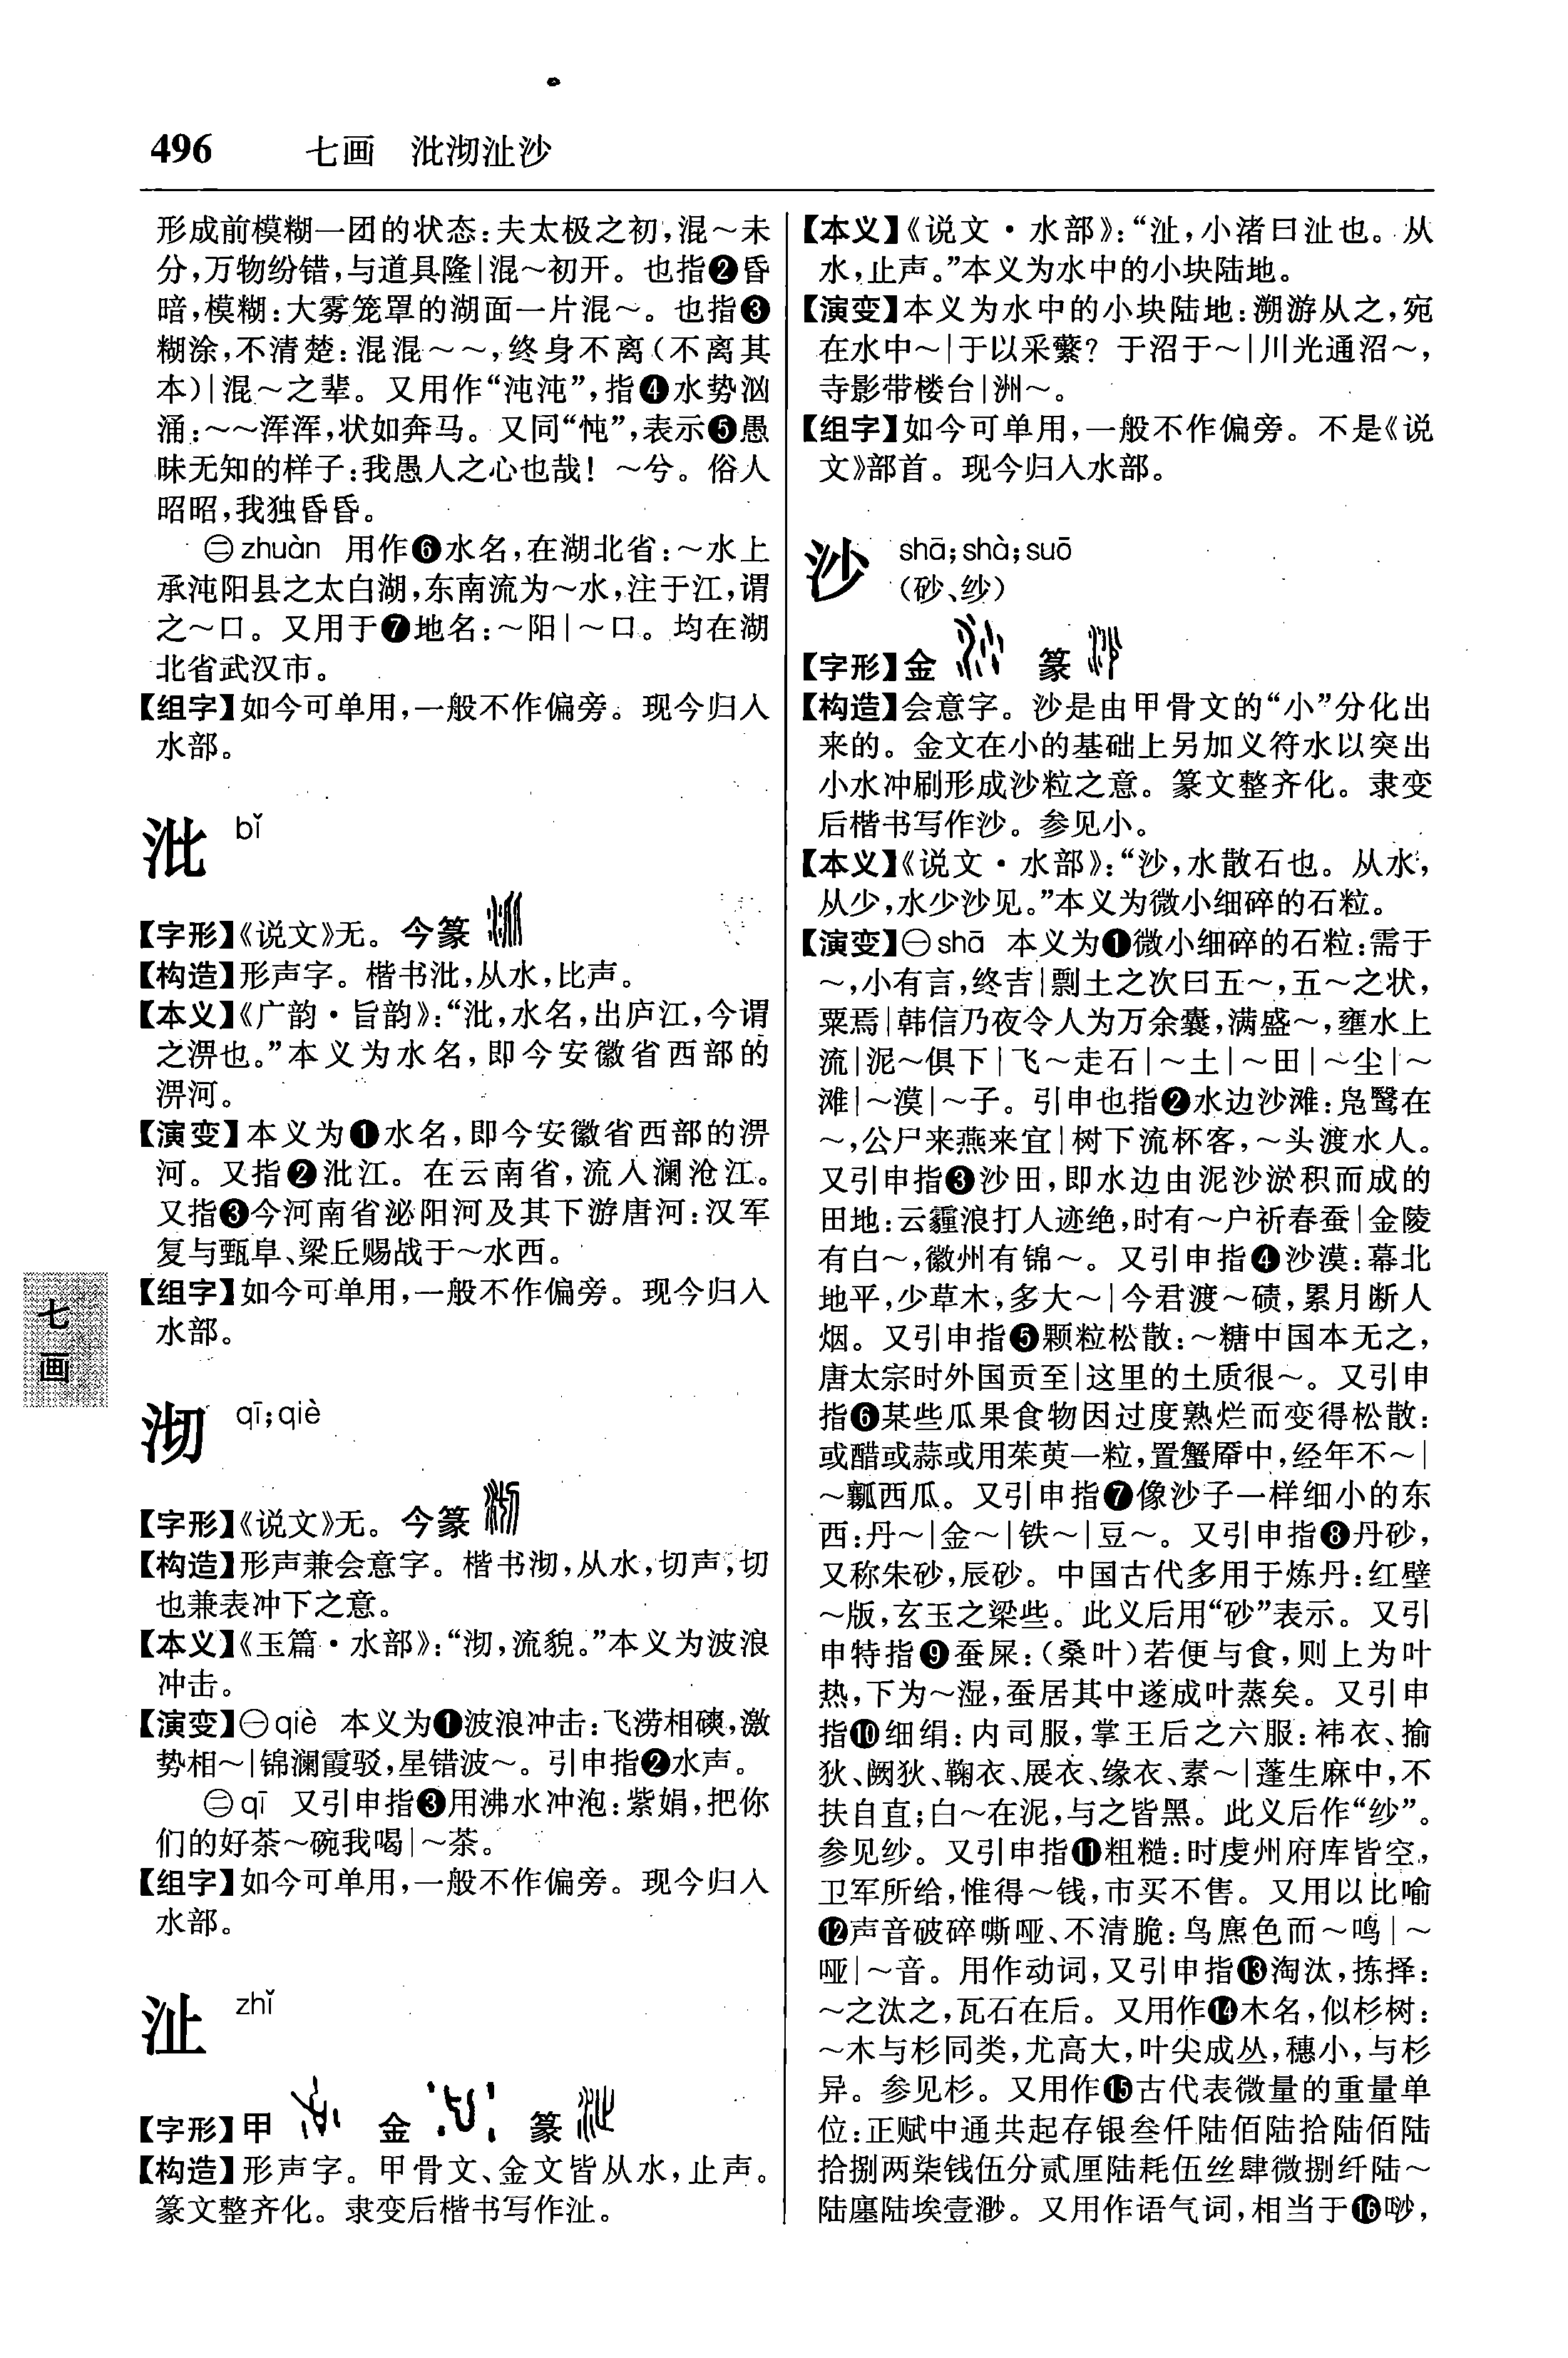 496 七画 沘沏沚沙
形成前模糊一团的状态:夫太极之初,混～未
分,万物纷错,与道具隆|混～初开。也指❷昏
暗,模糊:大雾笼罩的湖面一片混～。也指❸
糊涂,不清楚:混混～～,终身不离(不离其
本)|混～之辈。又用作“沌沌”,指❹水势汹
涌:～～浑浑,状如奔马。又同“忳”,表示❺愚
昧无知的样子:我愚人之心也哉! ～兮。俗人
昭昭,我独昏昏。
㊁zhuàn 用作❻水名,在湖北省:～水上
承沌阳县之太白湖,东南流为～水,注于江,谓
之～口。又用于❼地名:～阳|～口。均在湖
北省武汉市。
【组字】如今可单用,一般不作偏旁。现今归入
水部。
沘 bǐ
【字形】《说文》无。今篆
【构造】形声字。楷书沘,从水,比声。
【本义】《广韵·旨韵》:“沘,水名,出庐江,今谓
之淠也。”本义为水名,即今安徽省西部的
淠河。
【演变】本义为❶水名,即今安徽省西部的淠
河。又指❷沘江。在云南省,流入澜沧江。
又指❸今河南省泌阳河及其下游唐河:汉军
复与甄阜、梁丘赐战于～水西。
【组字】如今可单用,一般不作偏旁。现今归入
水部。
七画
沏 qī;qiè
【字形】《说文》无。今篆
【构造】形声兼会意字。楷书沏,从水,切声,切
也兼表冲下之意。
【本义】《玉篇·水部》:“沏,流貌。”本义为波浪
冲击。
【演变】㊀qiè 本义为❶波浪冲击:飞涝相磢,激
势相～|锦澜霞驳,星错波～。引申指❷水声。
㊁qī 又引申指❸用沸水冲泡:紫娟,把你
们的好茶～碗我喝|～茶。
【组字】如今可单用,一般不作偏旁。现今归入
水部。
沚 zhǐ
【字形】甲 金 篆
【构造】形声字。甲骨文、金文皆从水,止声。
篆文整齐化。隶变后楷书写作沚。
【本义】《说文·水部》:“沚,小渚曰沚也。从
水,止声。”本义为水中的小块陆地。
【演变】本义为水中的小块陆地:溯游从之,宛
在水中～|于以采蘩? 于沼于～|川光通沼～,
寺影带楼台|洲～。
【组字】如今可单用,一般不作偏旁。不是《说
文》部首。现今归入水部。
沙 shā;shà;suō
(砂、纱)
【字形】金 篆
【构造】会意字。沙是由甲骨文的“小”分化出
来的。金文在小的基础上另加义符水以突出
小水冲刷形成沙粒之意。篆文整齐化。隶变
后楷书写作沙。参见小。
【本义】《说文·水部》:“沙,水散石也。从水,
从少,水少沙见。”本义为微小细碎的石粒。
【演变】㊀shā 本义为❶微小细碎的石粒:需于
～,小有言,终吉|剽土之次曰五～,五～之状,
粟焉|韩信乃夜令人为万余囊,满盛～,壅水上
流|泥～俱下|飞～走石|～土|～田|～尘|～
滩|～漠|～子。引申也指❷水边沙滩:凫鹥在
～,公尸来燕来宜|树下流杯客,～头渡水人。
又引申指❸沙田,即水边由泥沙淤积而成的
田地:云霾浪打人迹绝,时有～户祈春蚕|金陵
有白～,徽州有锦～。又引申指❹沙漠:幕北
地平,少草木,多大～|今君渡～碛,累月断人
烟。又引申指❺颗粒松散:～糖中国本无之,
唐太宗时外国贡至|这里的土质很～。又引申
指❻某些瓜果食物因过度熟烂而变得松散:
或醋或蒜或用茱萸一粒,置蟹厣中,经年不～|
～瓤西瓜。又引申指❼像沙子一样细小的东
西:丹～|金～|铁～|豆～。又引申指❽丹砂,
又称朱砂,辰砂。中国古代多用于炼丹:红壁
～版,玄玉之梁些。此义后用“砂”表示。又引
申特指❾蚕屎:(桑叶)若便与食,则上为叶
热,下为～湿,蚕居其中遂成叶蒸矣。又引申
指❿细绢:内司服,掌王后之六服:袆衣、揄
狄、阙狄、鞠衣、展衣、缘衣、素～|蓬生麻中,不
扶自直;白～在泥,与之皆黑。此义后作“纱”。
参见纱。又引申指⓫粗糙:时虔州府库皆空,
卫军所给,惟得～钱,市买不售。又用以比喻
⓬声音破碎嘶哑、不清脆:鸟麃色而～鸣|～
哑|～音。用作动词,又引申指⓭淘汰,拣择:
～之汰之,瓦石在后。又用作⓮木名,似杉树:
～木与杉同类,尤高大,叶尖成丛,穗小,与杉
异。参见杉。又用作⓯古代表微量的重量单
位:正赋中通共起存银叁仟陆佰陆拾陆佰陆
拾捌两柒钱伍分贰厘陆耗伍丝肆微捌纤陆～
陆廛陆埃壹渺。又用作语气词,相当于⓰唦,